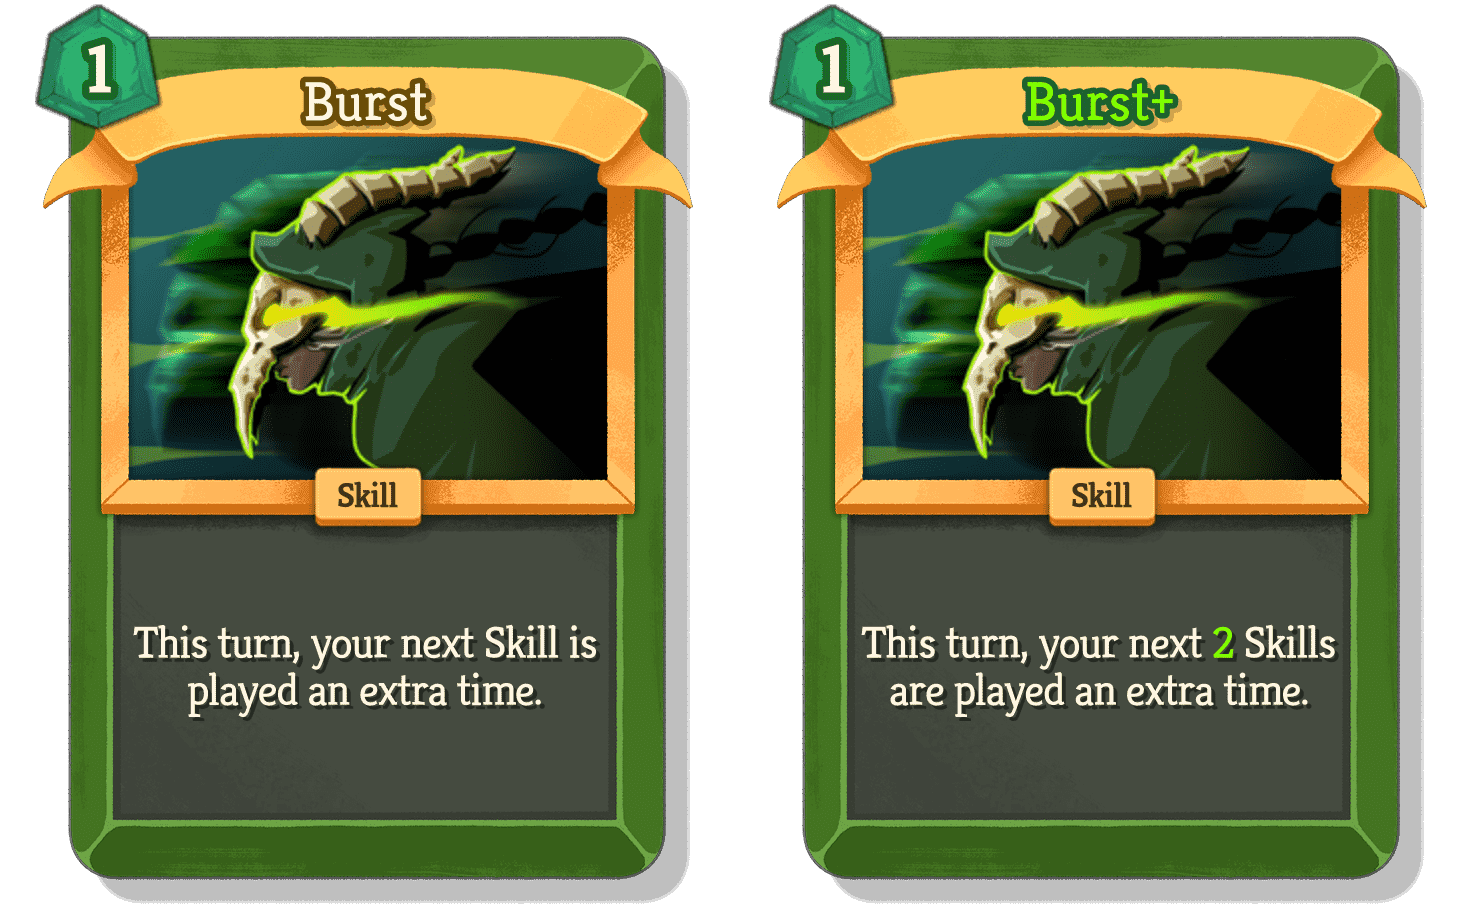 1
Burst
Skill
This turn, your next Skill is
played an extra time.
1
Burst+
Skill
This turn, your next 2 Skills
are played an extra time.